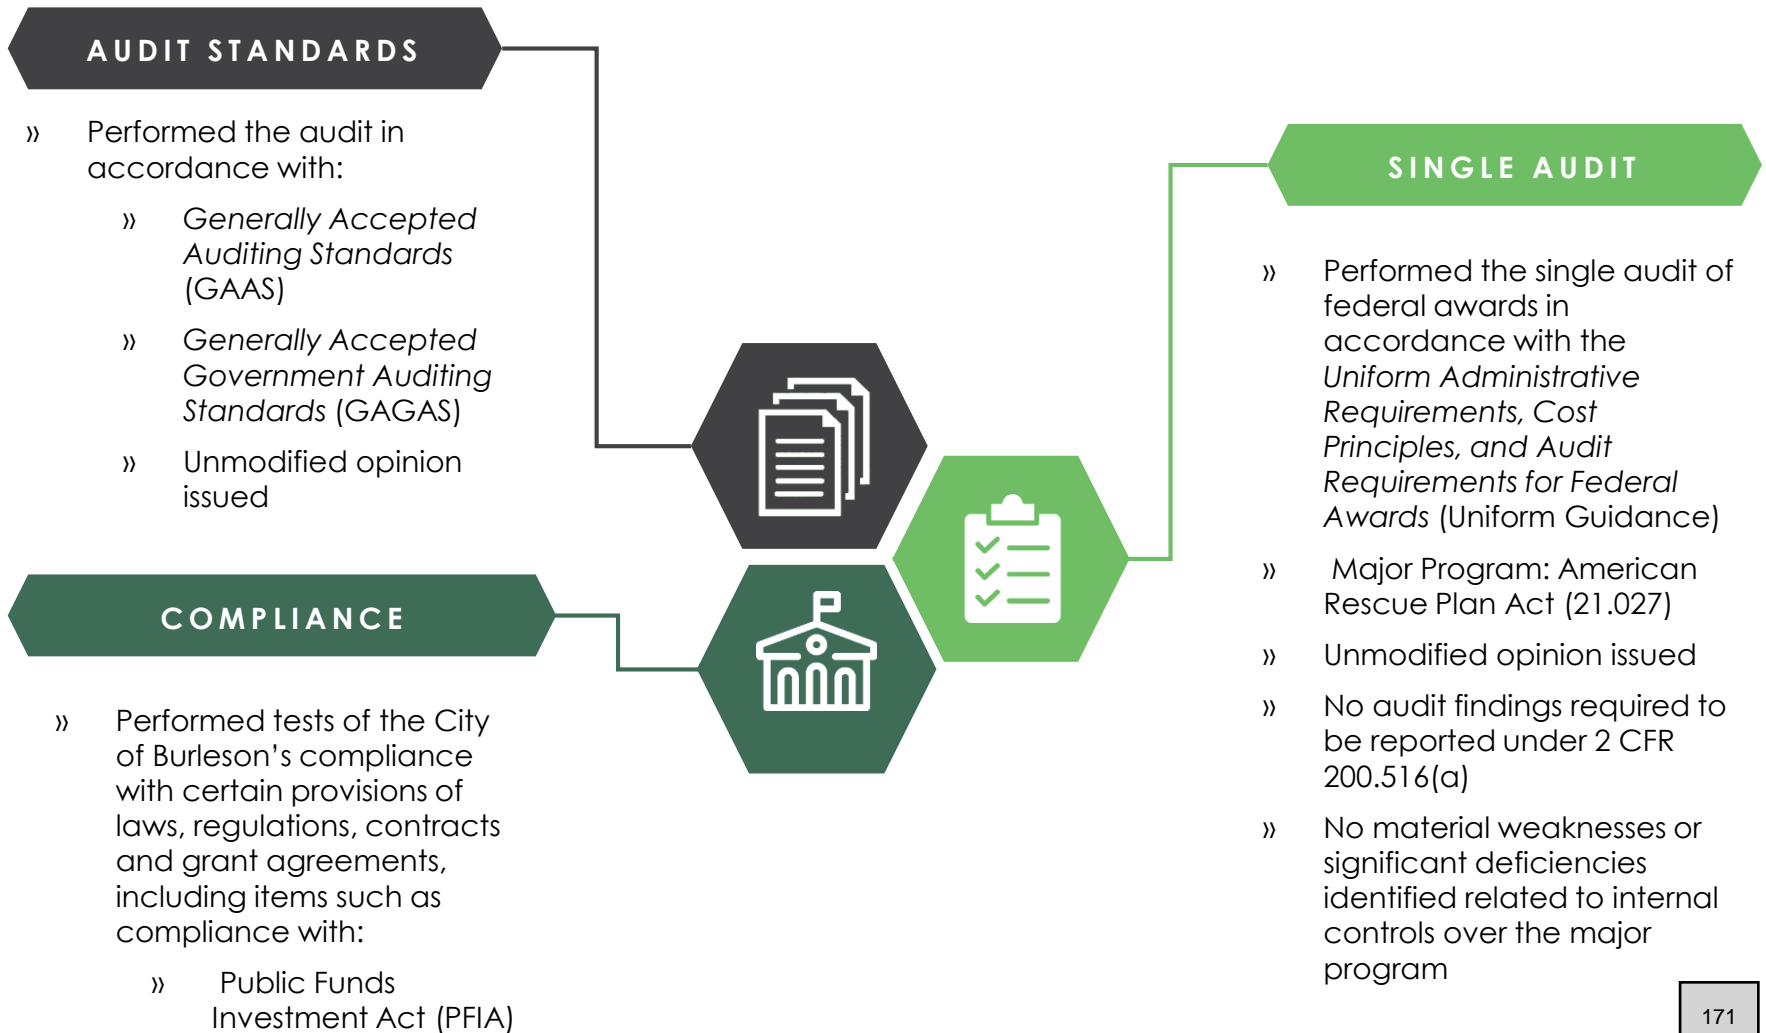 AUDIT STANDARDS
» Performed the audit in
accordance with:
» Generally Accepted
Auditing Standards
(GAAS)
» Generally Accepted
Government Auditing
Standards (GAGAS)
» Unmodified opinion
issued
COMPLIANCE
» Performed tests of the City
of Burleson’s compliance
with certain provisions of
laws, regulations, contracts
and grant agreements,
including items such as
compliance with:
» Public Funds
Investment Act (PFIA)
SINGLE AUDIT
» Performed the single audit of
federal awards in
accordance with the
Uniform Administrative
Requirements, Cost
Principles, and Audit
Requirements for Federal
Awards (Uniform Guidance)
» Major Program: American
Rescue Plan Act (21.027)
» Unmodified opinion issued
» No audit findings required to
be reported under 2 CFR
200.516(a)
» No material weaknesses or
significant deficiencies
identified related to internal
controls over the major
program
171